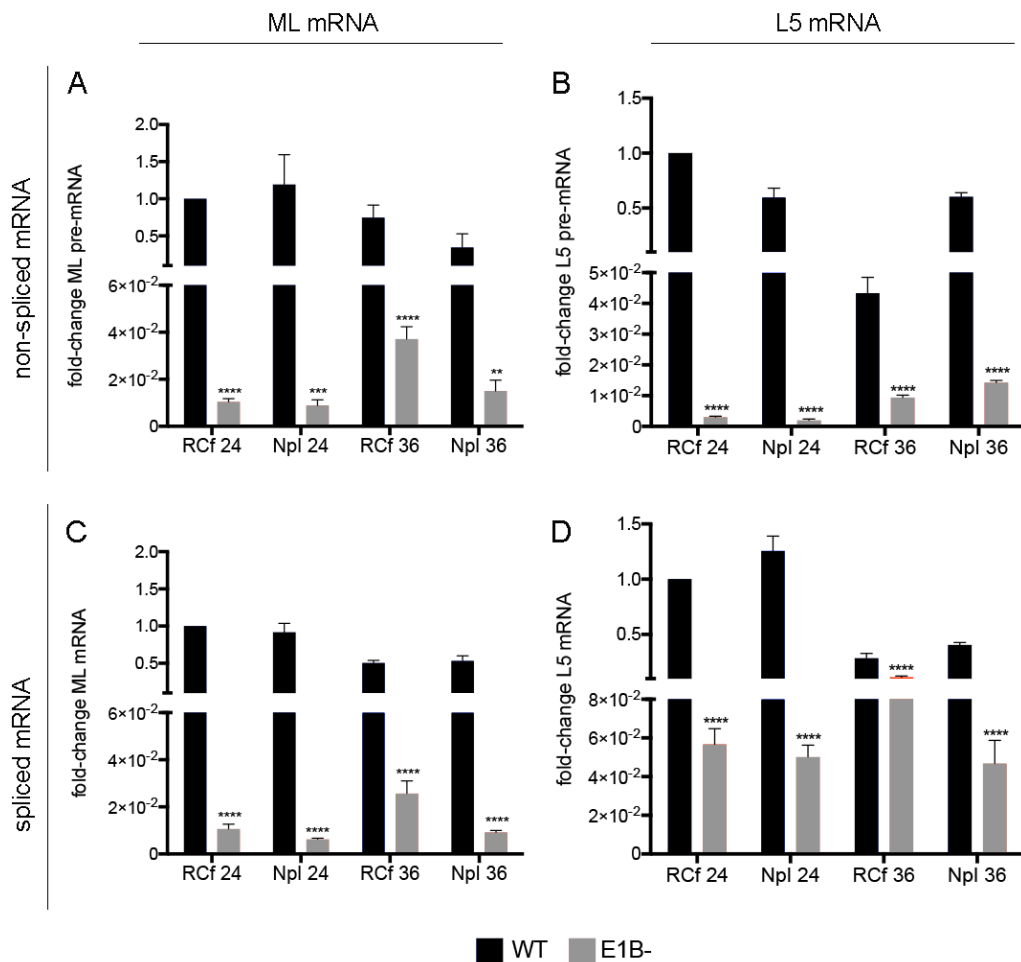 ML mRNA
L5 mRNA
non-spliced mRNA
spliced mRNA
A
fold-change ML pre-mRNA
2.0
1.5
1.0
0.5
6×10⁻²
4×10⁻²
2×10⁻²
0
**** *** **** **
RCf 24 Npl 24 RCf 36 Npl 36
B
fold-change L5 pre-mRNA
1.5
1.0
0.5
5×10⁻²
4×10⁻²
3×10⁻²
2×10⁻²
1×10⁻²
0
**** **** **** ****
RCf 24 Npl 24 RCf 36 Npl 36
C
fold-change ML mRNA
2.0
1.5
1.0
0.5
6×10⁻²
4×10⁻²
2×10⁻²
0
**** **** **** ****
RCf 24 Npl 24 RCf 36 Npl 36
D
fold-change L5 mRNA
1.5
1.0
0.5
8×10⁻²
6×10⁻²
4×10⁻²
2×10⁻²
0
**** **** **** ****
RCf 24 Npl 24 RCf 36 Npl 36
WT E1B-